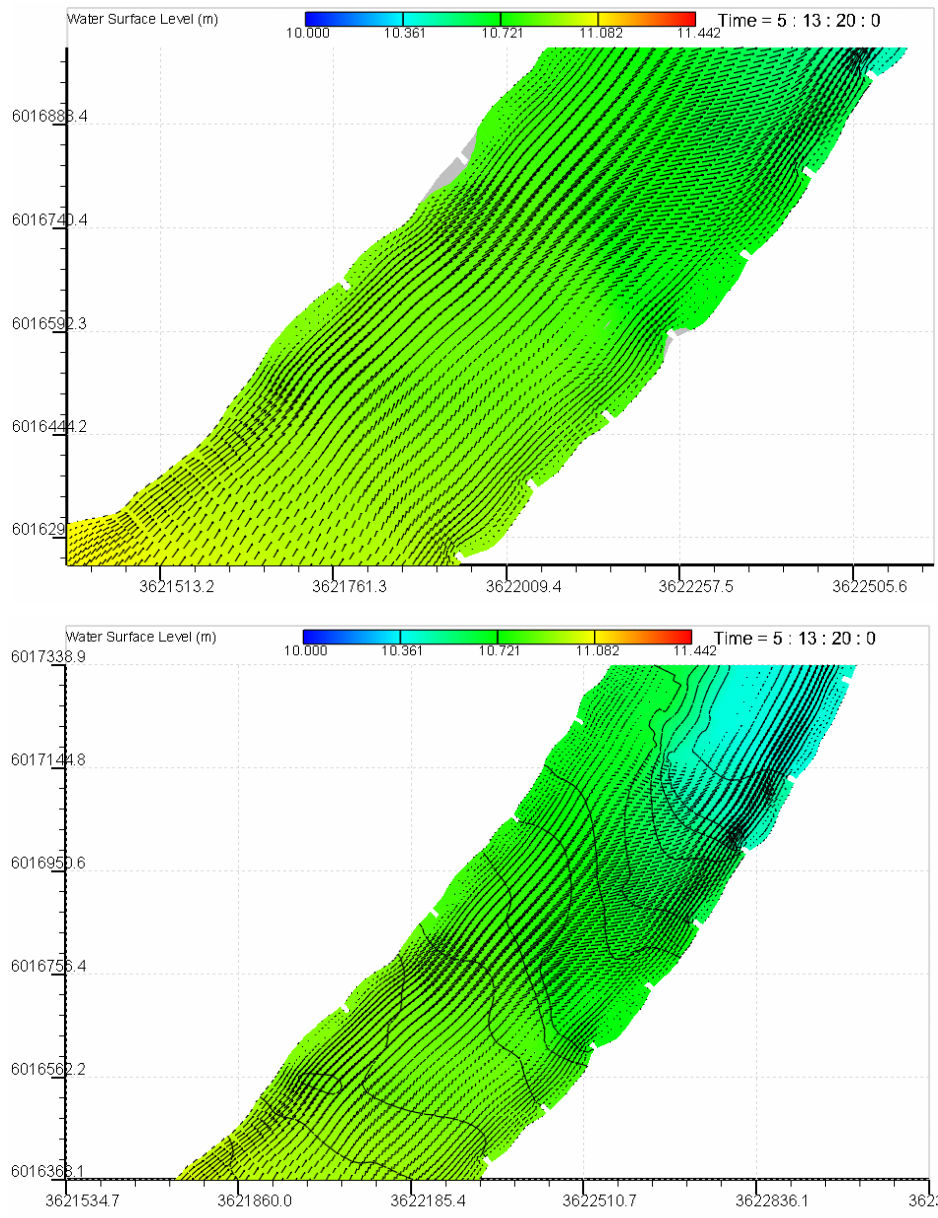 Water Surface Level (m)
10.000 10.361 10.721 11.082 11.442
Time = 5 : 13 : 20 : 0
6016888.4
6016740.4
6016592.3
6016444.2
601629
3621513.2 3621761.3 3622009.4 3622257.5 3622505.6
Water Surface Level (m)
10.000 10.361 10.721 11.082 11.442
Time = 5 : 13 : 20 : 0
6017338.9
6017144.8
6016950.6
6016756.4
6016562.2
6016368.1
3621534.7 3621860.0 3622185.4 3622510.7 3622836.1 362